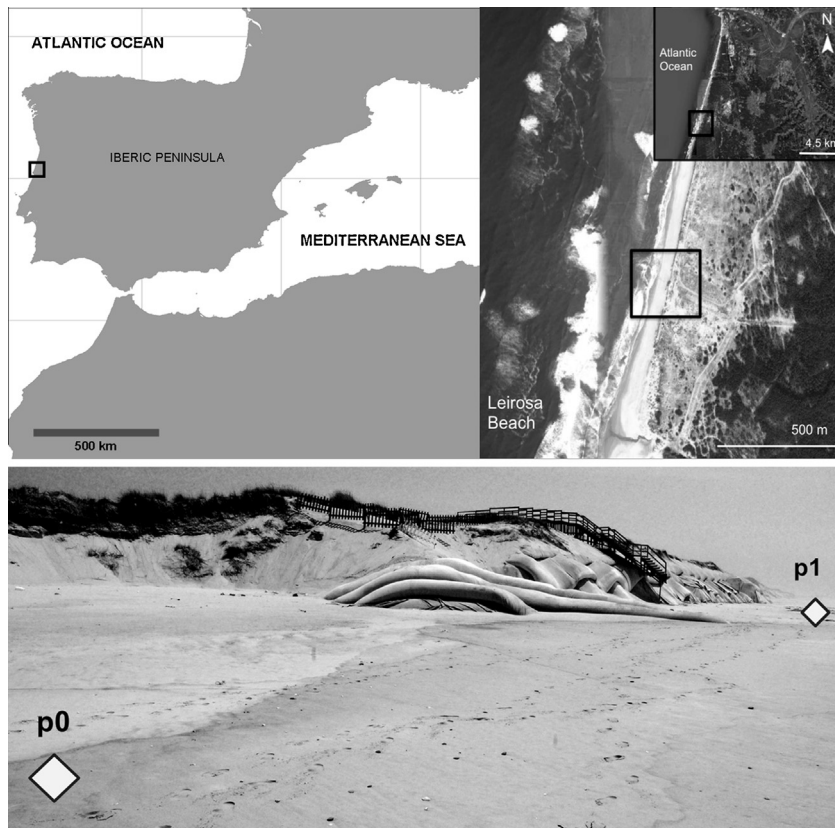 ATLANTIC OCEAN
IBERIC PENINSULA
MEDITERRANEAN SEA
500 km
N
Atlantic
Ocean
4.5 km
Leirosa
Beach
500 m
p1
p0